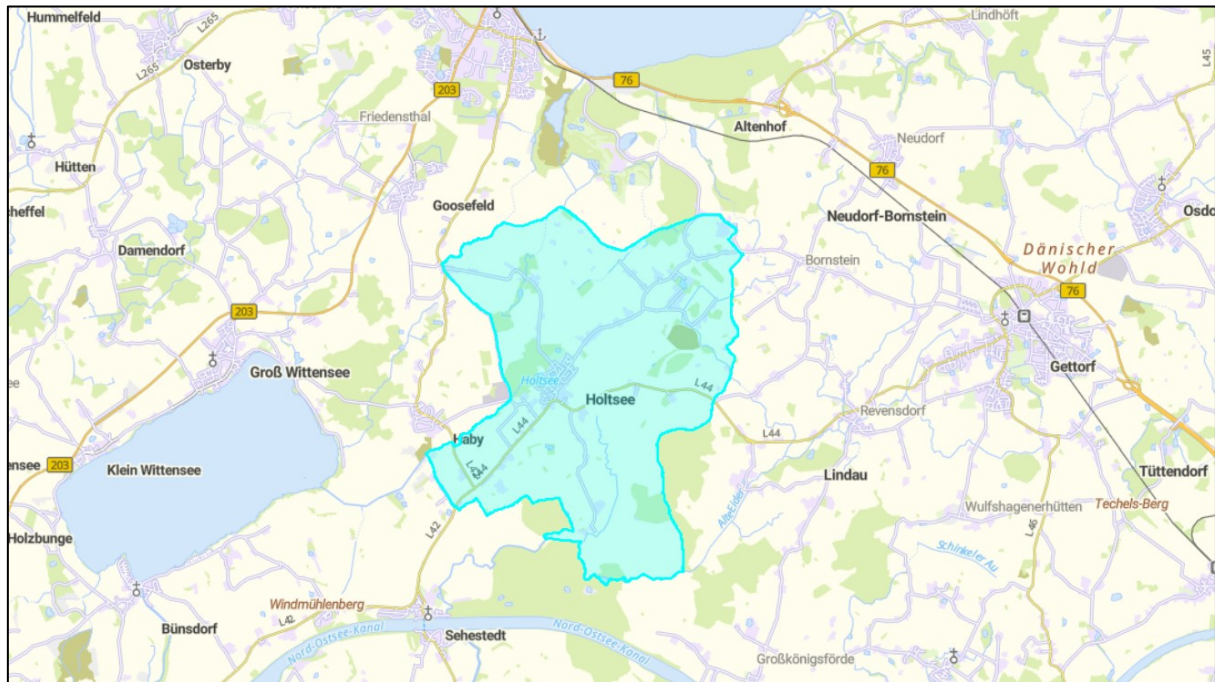 Hummelfeld
Lindhöft
L265
L45
Osterby
L265
76
203
Altenhof
Friedensthal
Neudorf
76
Hütten
Goosefeld
cheffel
Neudorf-Bornstein
Osdo
Damendorf
Dänischer
Wohld
Bornstein
76
203
Groß Wittensee
Gettorf
Holtsee
L44
Holtsee
Revensdorf
Haby
L44
L44
ensee
203
Klein Wittensee
L44
Lindau
Tüttendorf
Techels-Berg
Wulfshagenerhütten
Alte Eider
L46
L42
Holzbunge
Schinkeler Au
Windmühlenberg
L42
Bünsdorf
Sehestedt
Nord-Ostsee-Kanal
Nord-Ostsee-Kanal
Großkönigsförde